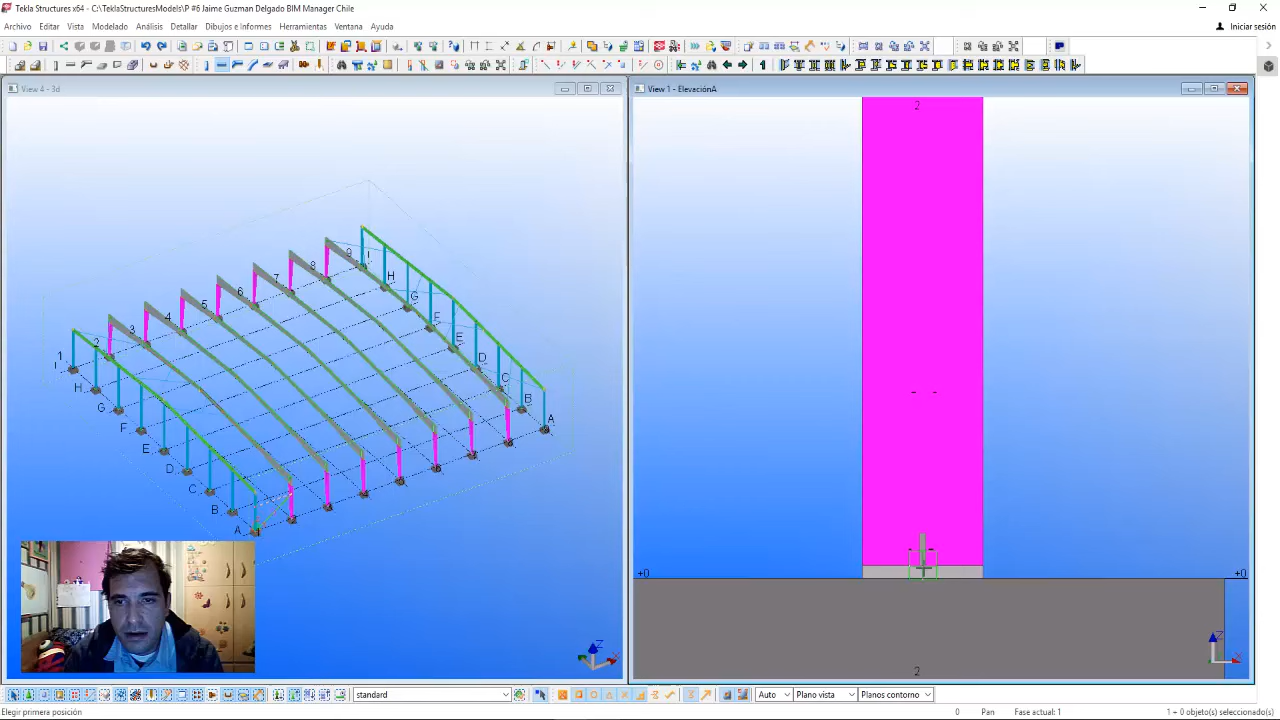 Tekla Structures x64 - C:\TeklaStructuresModels\P #6 Jaime Guzman Delgado BIM Manager Chile
Archivo Editar Vista Modelado Análisis Detallar Dibujos e Informes Herramientas Ventana Ayuda
Iniciar sesión
View 4 - 3d
View 1 - ElevaciónA
2
9
I
8
H
7
G
6
F
5
E
4
D
3
C
2
B
1
A
I
H
G
F
E
D
C
B
A
1
+0
+0
2
Z
Z
standard
Auto
Plano vista
Planos contorno
Elegir primera posición
0
Pan
Fase actual: 1
1 + 0 objeto(s) seleccionado(s)